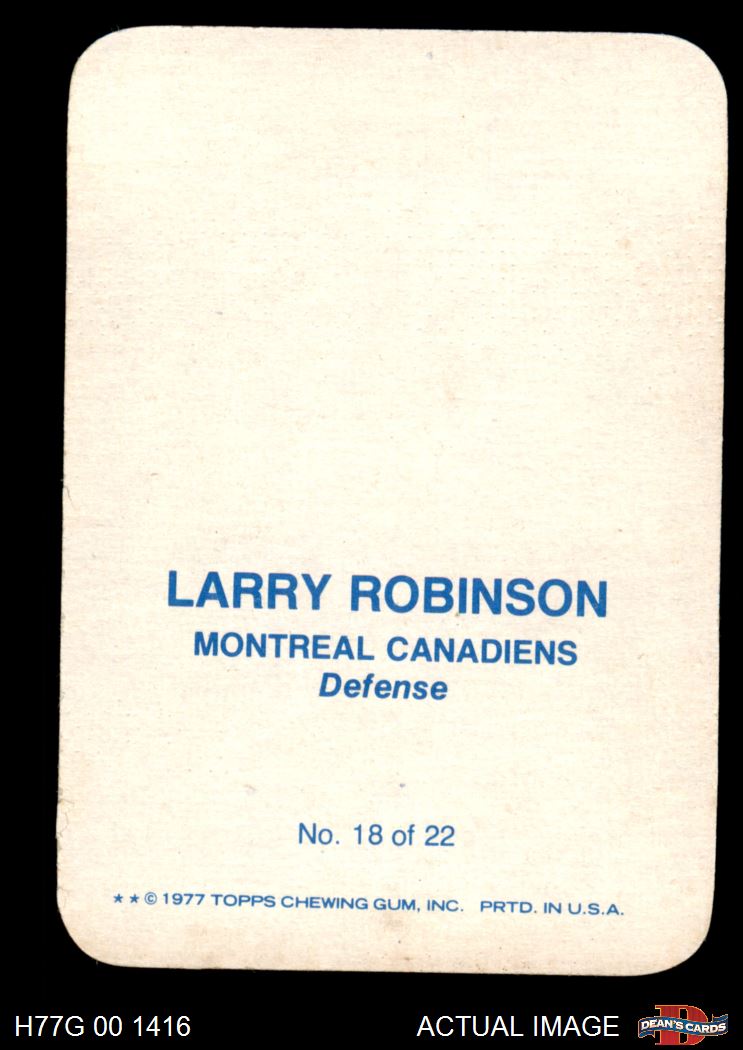 LARRY ROBINSON
MONTREAL CANADIENS
Defense
No. 18 of 22
★ ★ © 1977 TOPPS CHEWING GUM, INC. PRTD. IN U.S.A.
H77G 00 1416 ACTUAL IMAGE DEAN'S CARDS